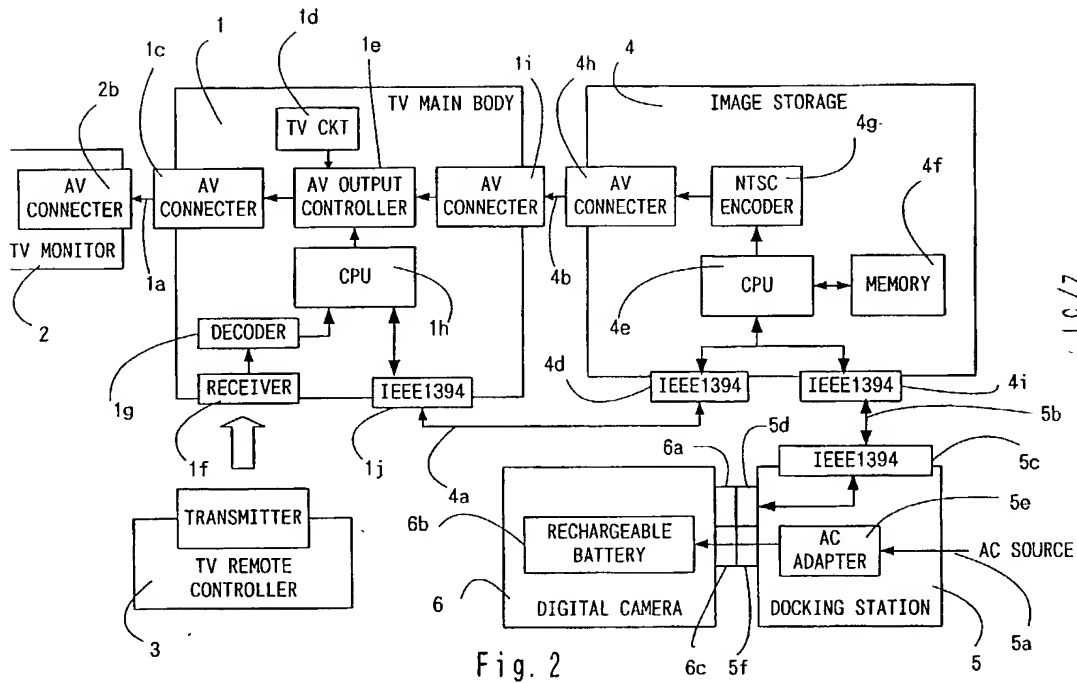 1d
1c
1
1e
1i
4h
4
2b
TV MAIN BODY
IMAGE STORAGE
TV CKT
4g
4f
AV CONNECTER
AV CONNECTER
AV OUTPUT CONTROLLER
AV CONNECTER
AV CONNECTER
NTSC ENCODER
TV MONITOR
1a
CPU
4b
CPU
MEMORY
2
1h
4e
DECODER
RECEIVER
IEEE1394
4d
IEEE1394
IEEE1394
4i
1g
5d
5b
1f
1j
6a
IEEE1394
5c
4a
TRANSMITTER
6b
RECHARGEABLE BATTERY
AC ADAPTER
5e
AC SOURCE
TV REMOTE CONTROLLER
6
DIGITAL CAMERA
DOCKING STATION
3
6c
5f
5
5a
Fig. 2